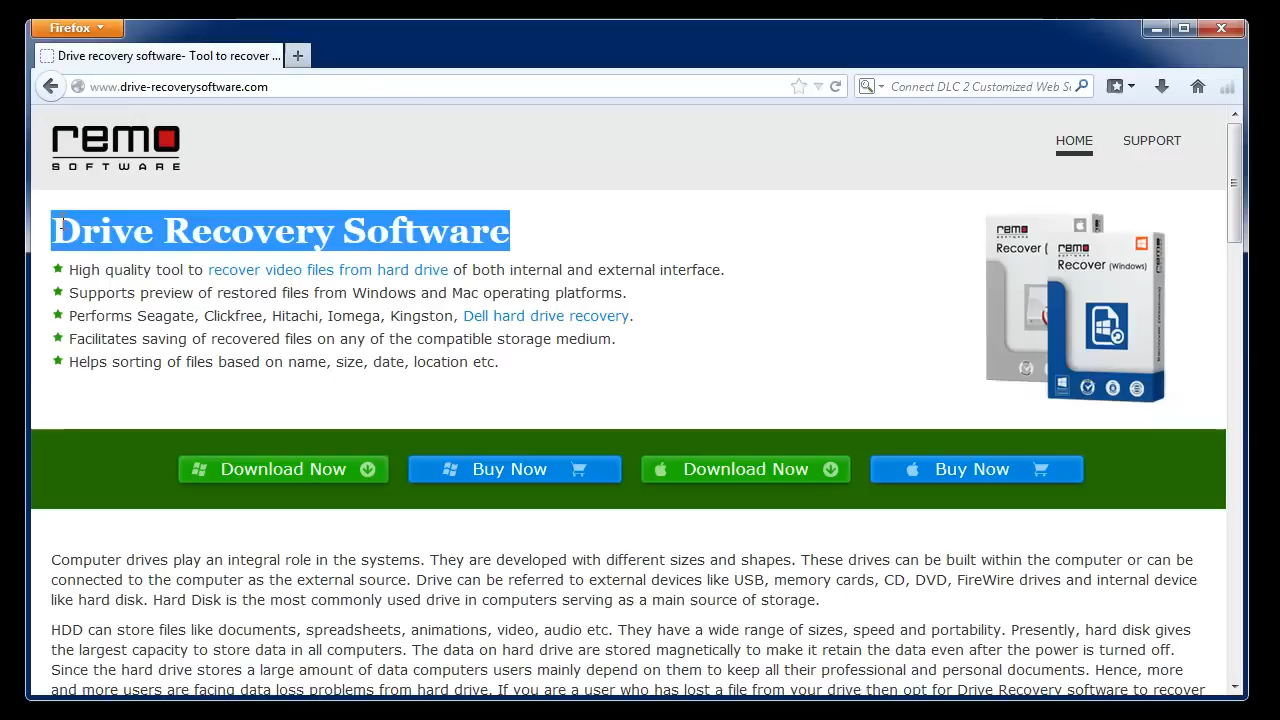 Firefox
Drive recovery software- Tool to recover ...
www.drive-recoverysoftware.com
Connect DLC 2 Customized Web S
remo
SOFTWARE
HOME
SUPPORT
Drive Recovery Software
High quality tool to recover video files from hard drive of both internal and external interface.
Supports preview of restored files from Windows and Mac operating platforms.
Performs Seagate, Clickfree, Hitachi, Iomega, Kingston, Dell hard drive recovery.
Facilitates saving of recovered files on any of the compatible storage medium.
Helps sorting of files based on name, size, date, location etc.
remo
Recover (
remo
SOFTWARE
Recover (Windows)
Download Now
Buy Now
Download Now
Buy Now
Computer drives play an integral role in the systems. They are developed with different sizes and shapes. These drives can be built within the computer or can be
connected to the computer as the external source. Drive can be referred to external devices like USB, memory cards, CD, DVD, FireWire drives and internal device
like hard disk. Hard Disk is the most commonly used drive in computers serving as a main source of storage.
HDD can store files like documents, spreadsheets, animations, video, audio etc. They have a wide range of sizes, speed and portability. Presently, hard disk gives
the largest capacity to store data in all computers. The data on hard drive are stored magnetically to make it retain the data even after the power is turned off.
Since the hard drive stores a large amount of data computers users mainly depend on them to keep all their professional and personal documents. Hence, more
and more users are facing data loss problems from hard drive. If you are a user who has lost a file from your drive then opt for Drive Recovery software to recover